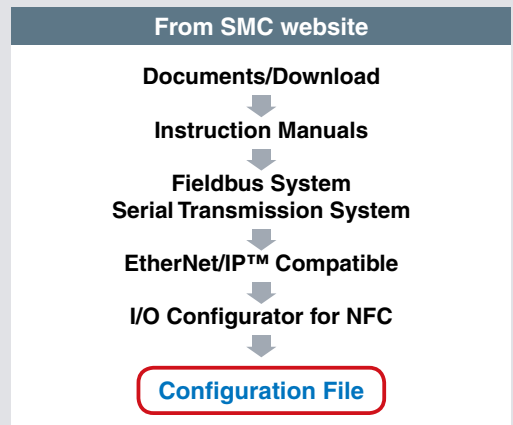 From SMC website
Documents/Download
Instruction Manuals
Fieldbus System
Serial Transmission System
EtherNet/IP™ Compatible
I/O Configurator for NFC
Configuration File